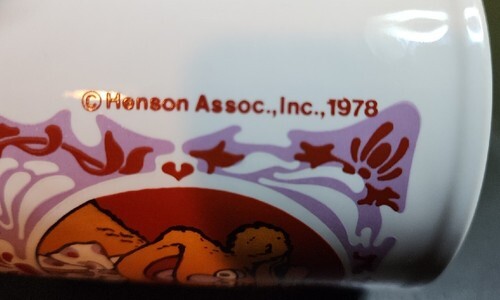 © Henson Assoc., Inc., 1978